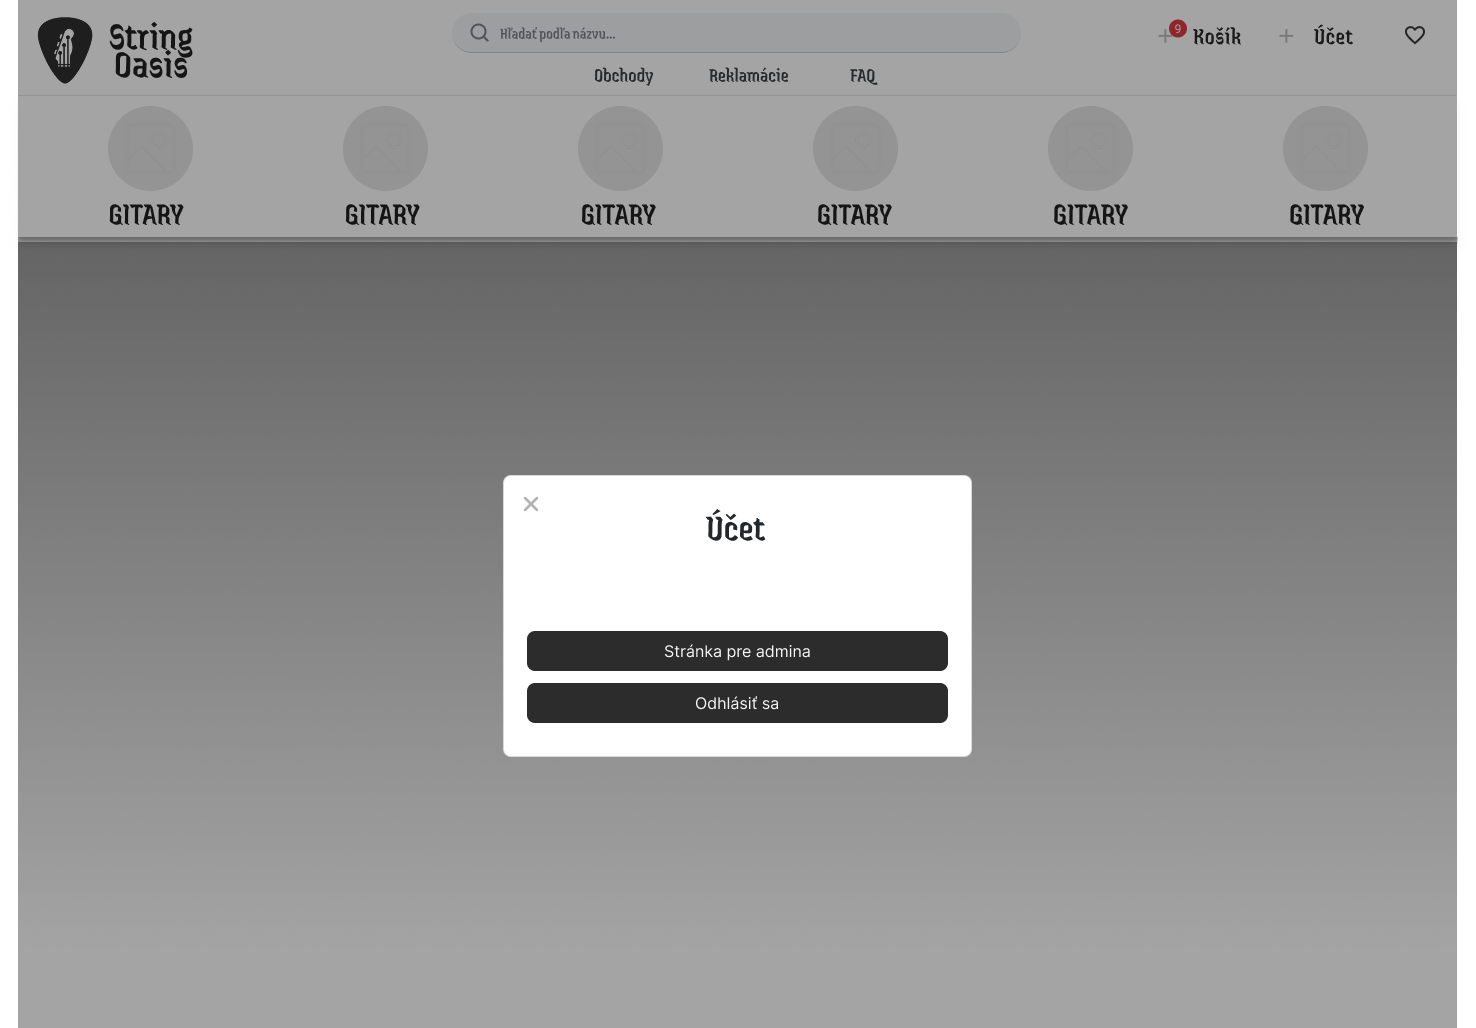 String
Oasis
Hľadať podľa názvu...
9
Košík
Účet
Obchody
Reklamácie
FAQ
GITARY
GITARY
GITARY
GITARY
GITARY
GITARY
Účet
Stránka pre admina
Odhlásiť sa